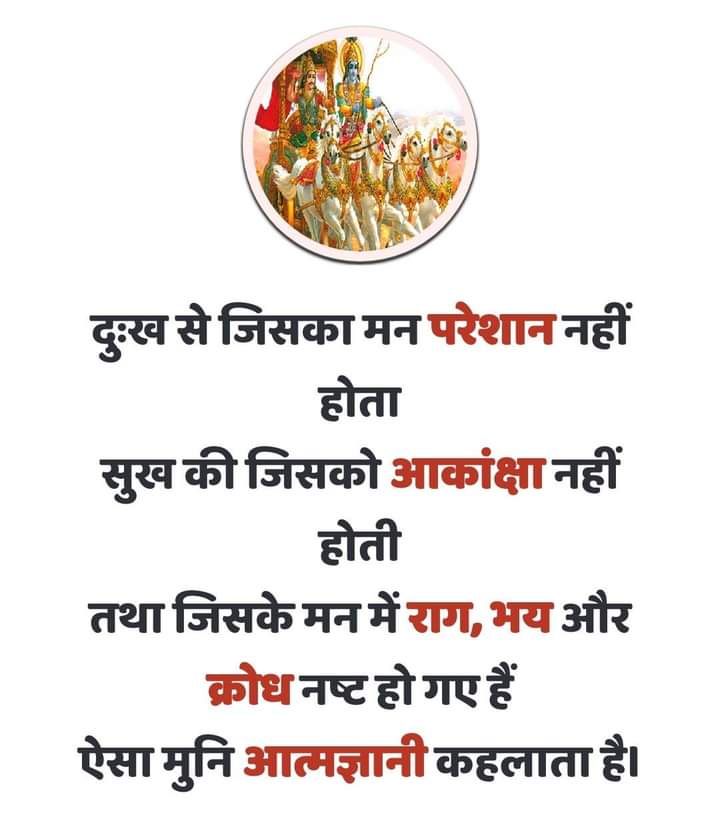 दुःख से जिसका मन परेशान नहीं
होता
सुख की जिसको आकांक्षा नहीं
होती
तथा जिसके मन में राग, भय और
क्रोध नष्ट हो गए हैं
ऐसा मुनि आत्मज्ञानी कहलाता है।